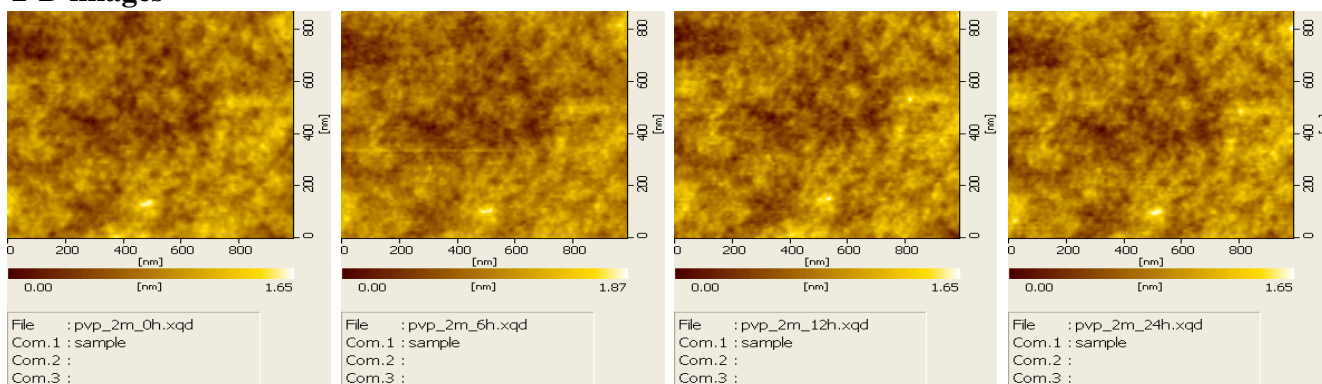 2-D images
800
600
400
200
0
[nm]
0 200 400 600 800
[nm]
0.00 [nm] 1.65
File : pvp_2m_0h.xqd
Com.1 : sample
Com.2 :
Com.3 :
800
600
400
200
0
[nm]
0 200 400 600 800
[nm]
0.00 [nm] 1.87
File : pvp_2m_6h.xqd
Com.1 : sample
Com.2 :
Com.3 :
800
600
400
200
0
[nm]
0 200 400 600 800
[nm]
0.00 [nm] 1.65
File : pvp_2m_12h.xqd
Com.1 : sample
Com.2 :
Com.3 :
800
600
400
200
0
[nm]
0 200 400 600 800
[nm]
0.00 [nm] 1.65
File : pvp_2m_24h.xqd
Com.1 : sample
Com.2 :
Com.3 :